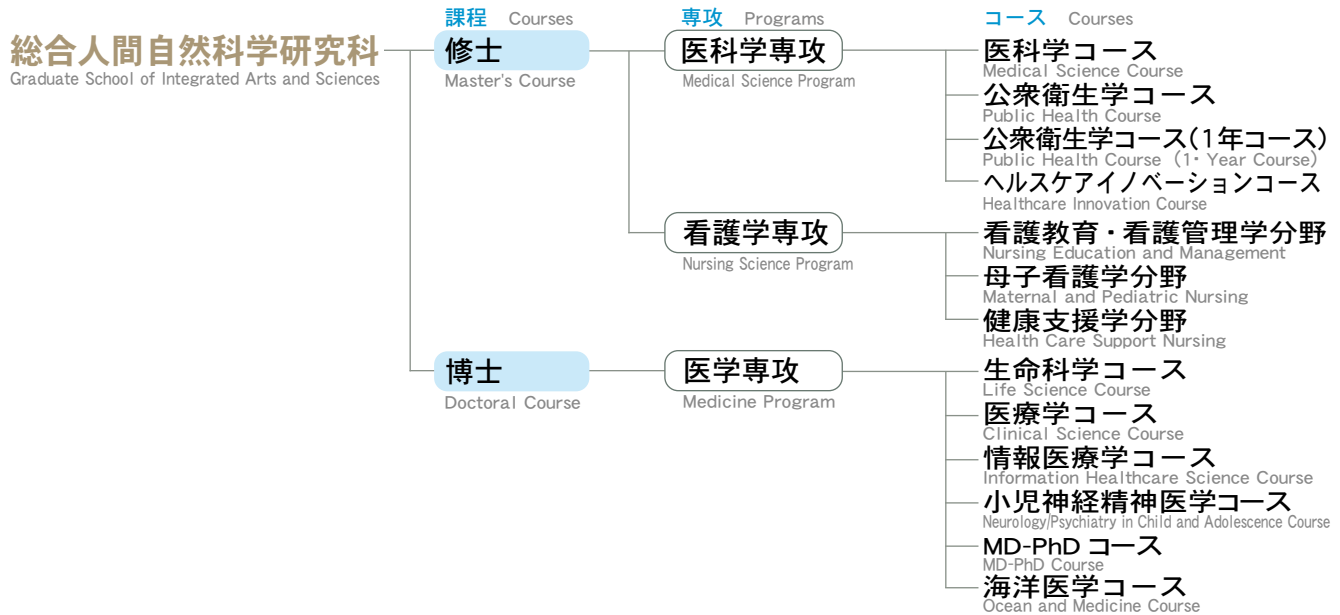 課程 Courses
専攻 Programs
コース Courses
総合人間自然科学研究科
Graduate School of Integrated Arts and Sciences
修士
Master's Course
医科学専攻
Medical Science Program
医科学コース
Medical Science Course
公衆衛生学コース
Public Health Course
公衆衛生学コース(1年コース)
Public Health Course (1・Year Course)
ヘルスケアイノベーションコース
Healthcare Innovation Course
看護学専攻
Nursing Science Program
看護教育・看護管理学分野
Nursing Education and Management
母子看護学分野
Maternal and Pediatric Nursing
健康支援学分野
Health Care Support Nursing
博士
Doctoral Course
医学専攻
Medicine Program
生命科学コース
Life Science Course
医療学コース
Clinical Science Course
情報医療学コース
Information Healthcare Science Course
小児神経精神医学コース
Neurology/Psychiatry in Child and Adolescence Course
MD-PhD コース
MD-PhD Course
海洋医学コース
Ocean and Medicine Course